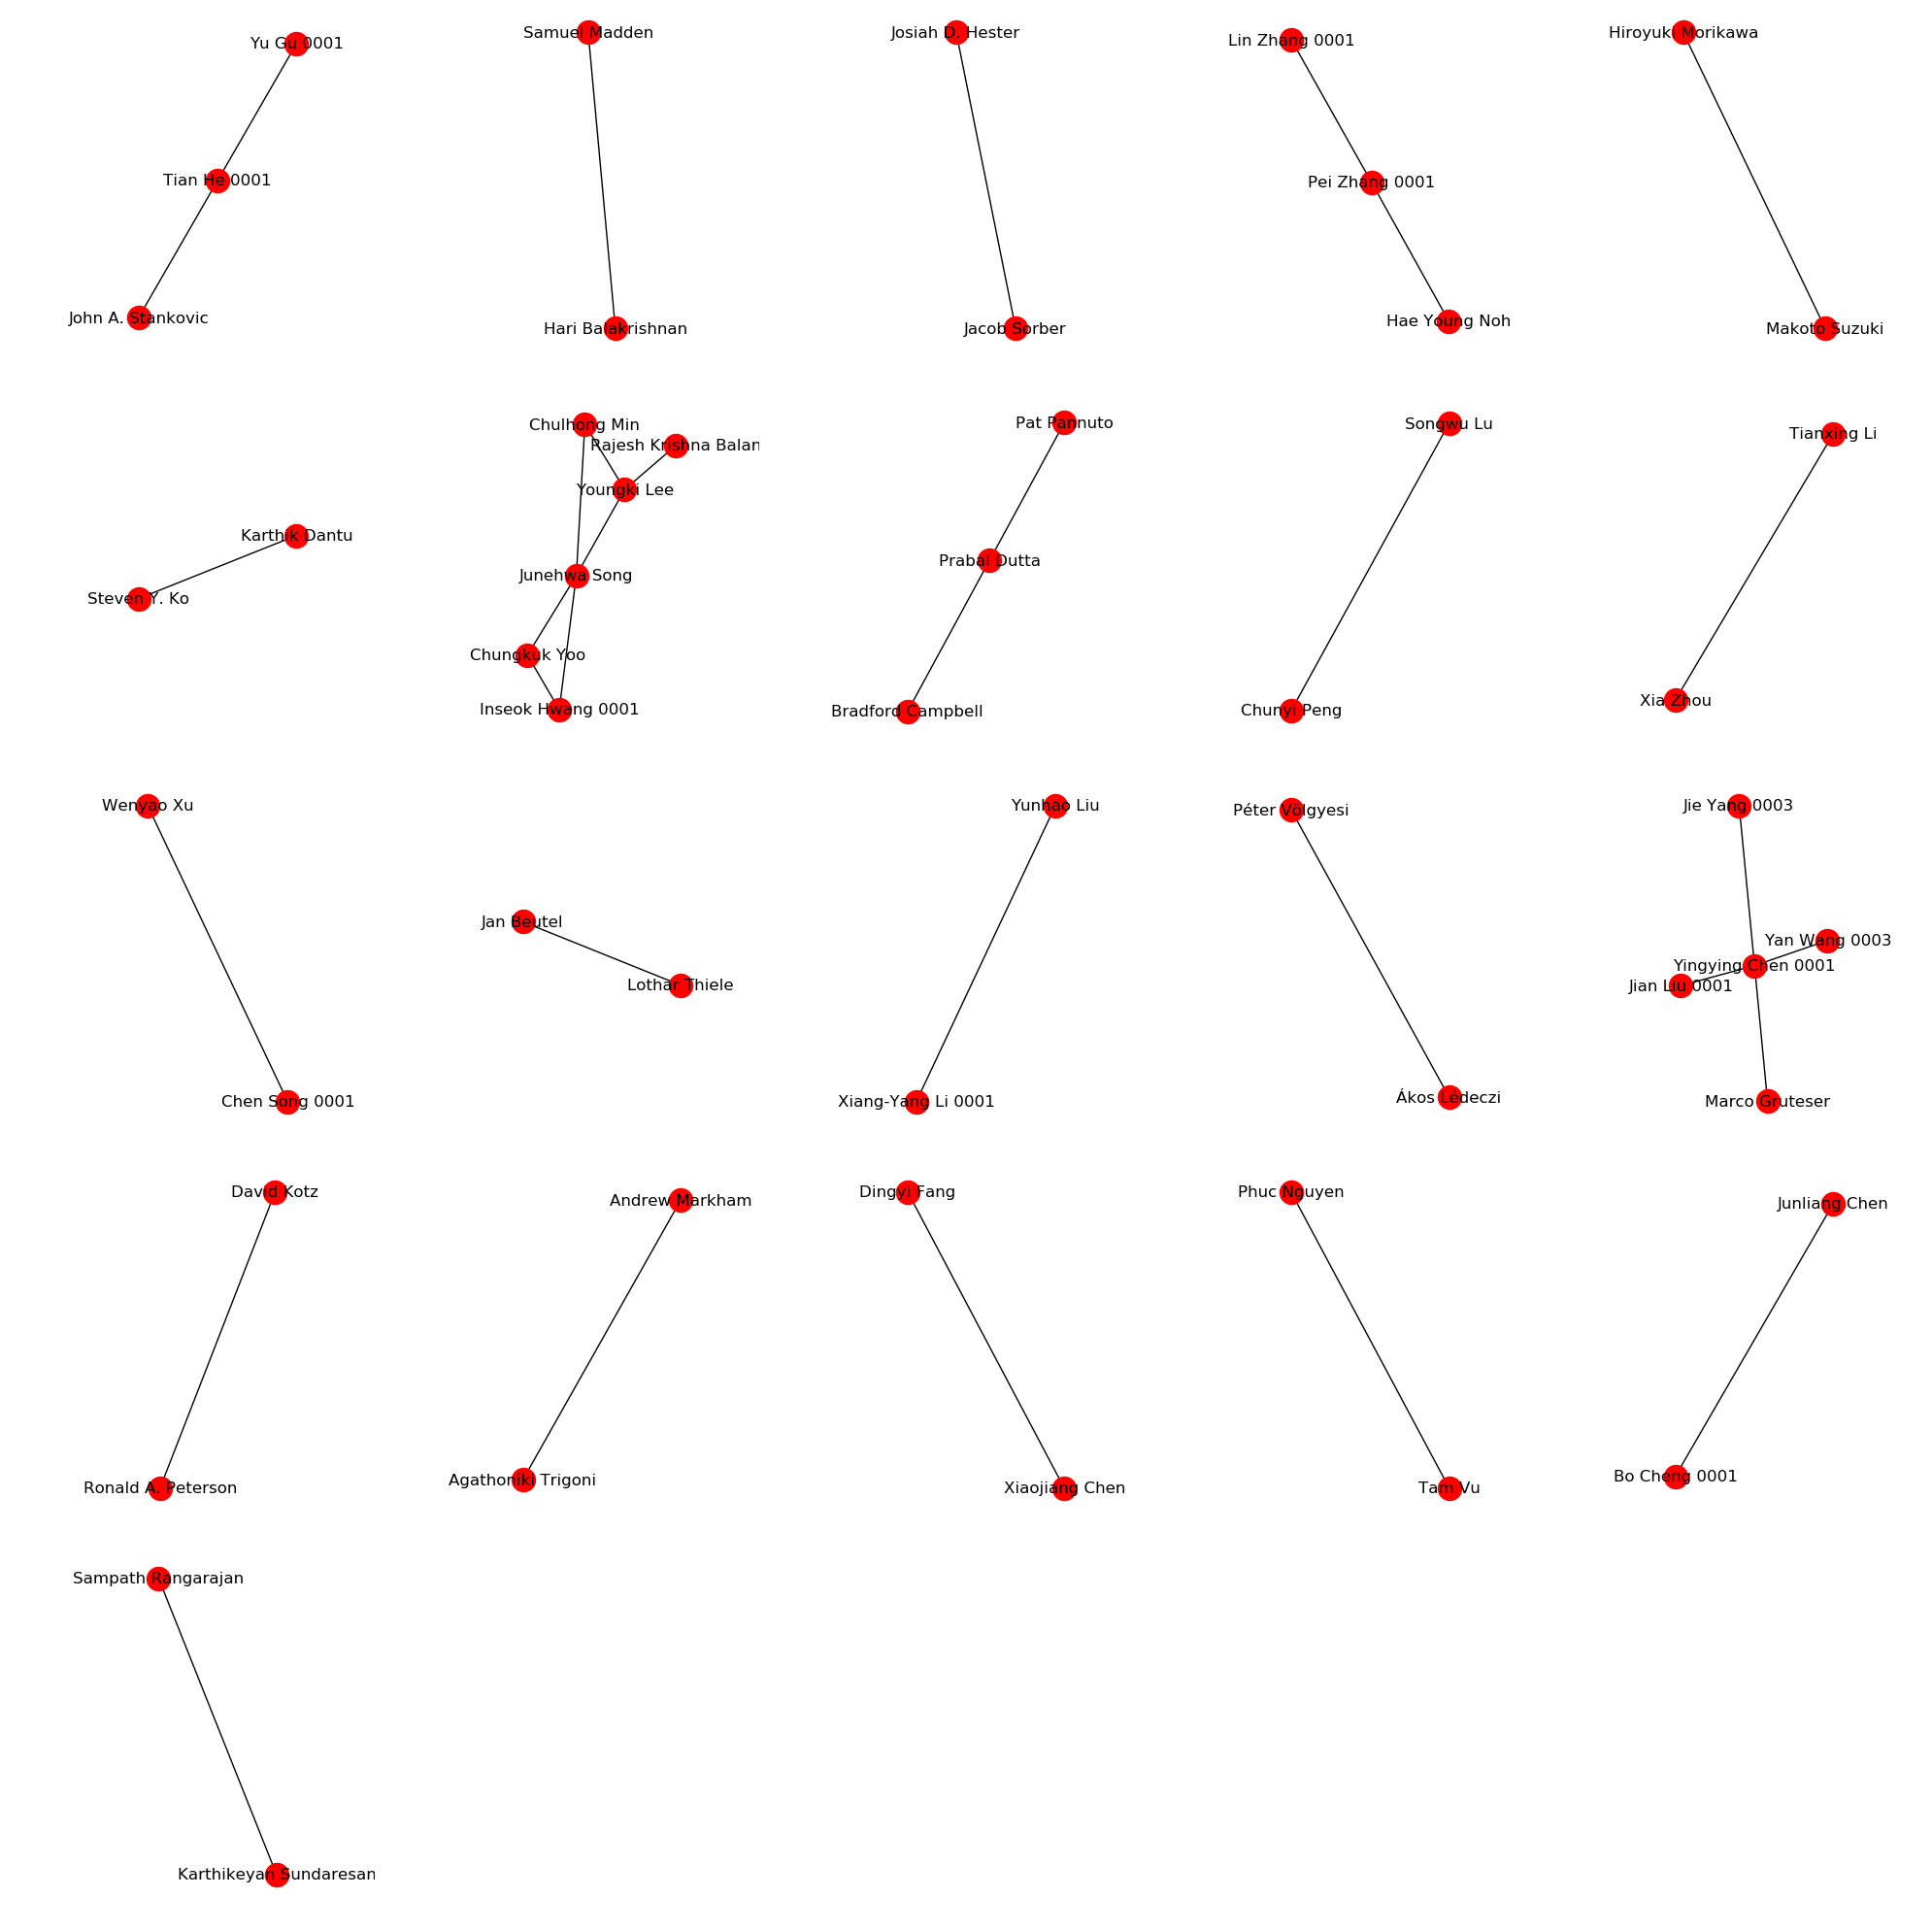 Yu Gu 0001
Tian He 0001
John A. Stankovic
Samuel Madden
Hari Balakrishnan
Josiah D. Hester
Jacob Sorber
Lin Zhang 0001
Pei Zhang 0001
Hae Young Noh
Hiroyuki Morikawa
Makoto Suzuki
Karthik Dantu
Steven Y. Ko
Chulhong Min
Rajesh Krishna Balan
Youngki Lee
Junehwa Song
Chungkuk Yoo
Inseok Hwang 0001
Pat Pannuto
Prabal Dutta
Bradford Campbell
Songwu Lu
Chunyi Peng
Tianxing Li
Xia Zhou
Wenyao Xu
Chen Song 0001
Jan Beutel
Lothar Thiele
Yunhao Liu
Xiang-Yang Li 0001
Péter Völgyesi
Ákos Lédeczi
Jie Yang 0003
Yan Wang 0003
Yingying Chen 0001
Jian Liu 0001
Marco Gruteser
David Kotz
Ronald A. Peterson
Andrew Markham
Agathoniki Trigoni
Dingyi Fang
Xiaojiang Chen
Phuc Nguyen
Tam Vu
Junliang Chen
Bo Cheng 0001
Sampath Rangarajan
Karthikeyan Sundaresan